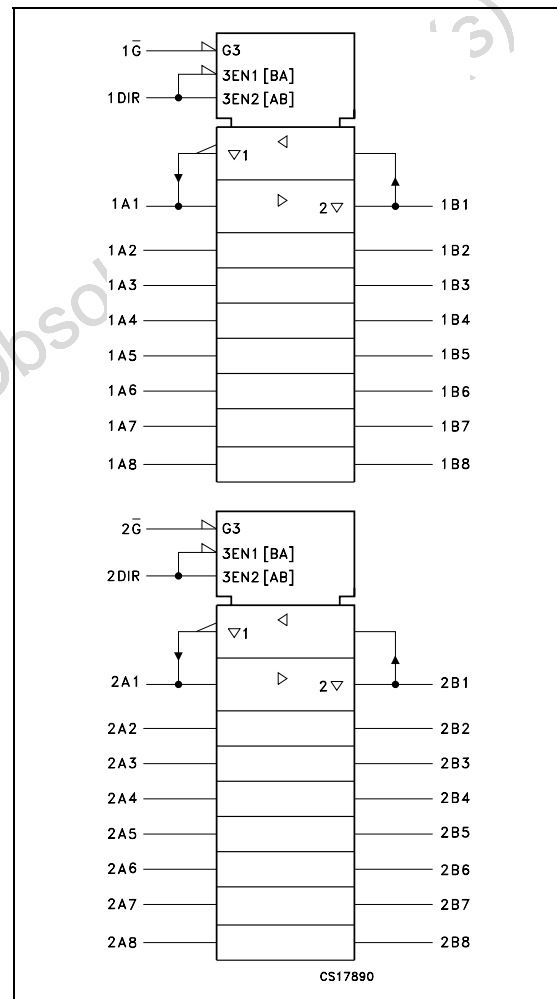 1G̅ G3
3EN1 [BA]
1DIR 3EN2 [AB]
▽1 ◁
1A1 ▷ 2▽ 1B1
1A2 1B2
1A3 1B3
1A4 1B4
1A5 1B5
1A6 1B6
1A7 1B7
1A8 1B8
2G̅ G3
3EN1 [BA]
2DIR 3EN2 [AB]
▽1 ◁
2A1 ▷ 2▽ 2B1
2A2 2B2
2A3 2B3
2A4 2B4
2A5 2B5
2A6 2B6
2A7 2B7
2A8 2B8
CS17890